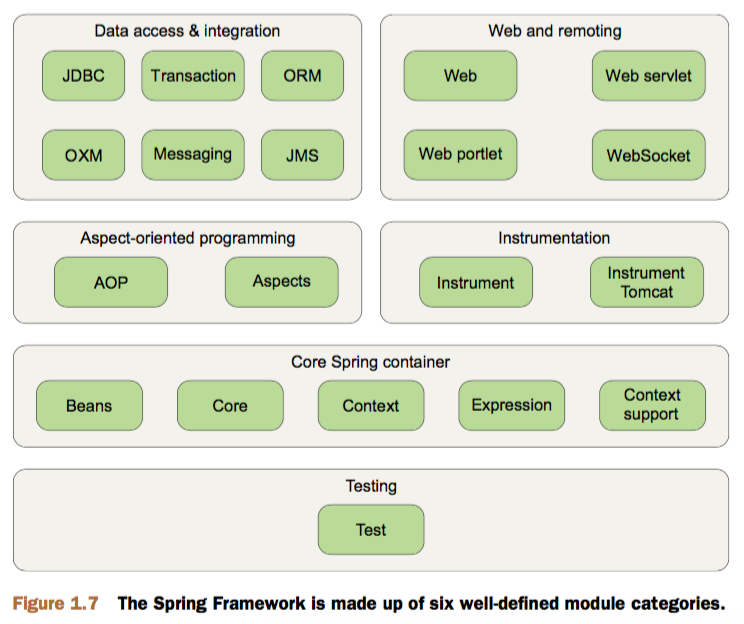 Data access & integration
JDBC
Transaction
ORM
OXM
Messaging
JMS
Web and remoting
Web
Web servlet
Web portlet
WebSocket
Aspect-oriented programming
AOP
Aspects
Instrumentation
Instrument
Instrument
Tomcat
Core Spring container
Beans
Core
Context
Expression
Context
support
Testing
Test
Figure 1.7 The Spring Framework is made up of six well-defined module categories.